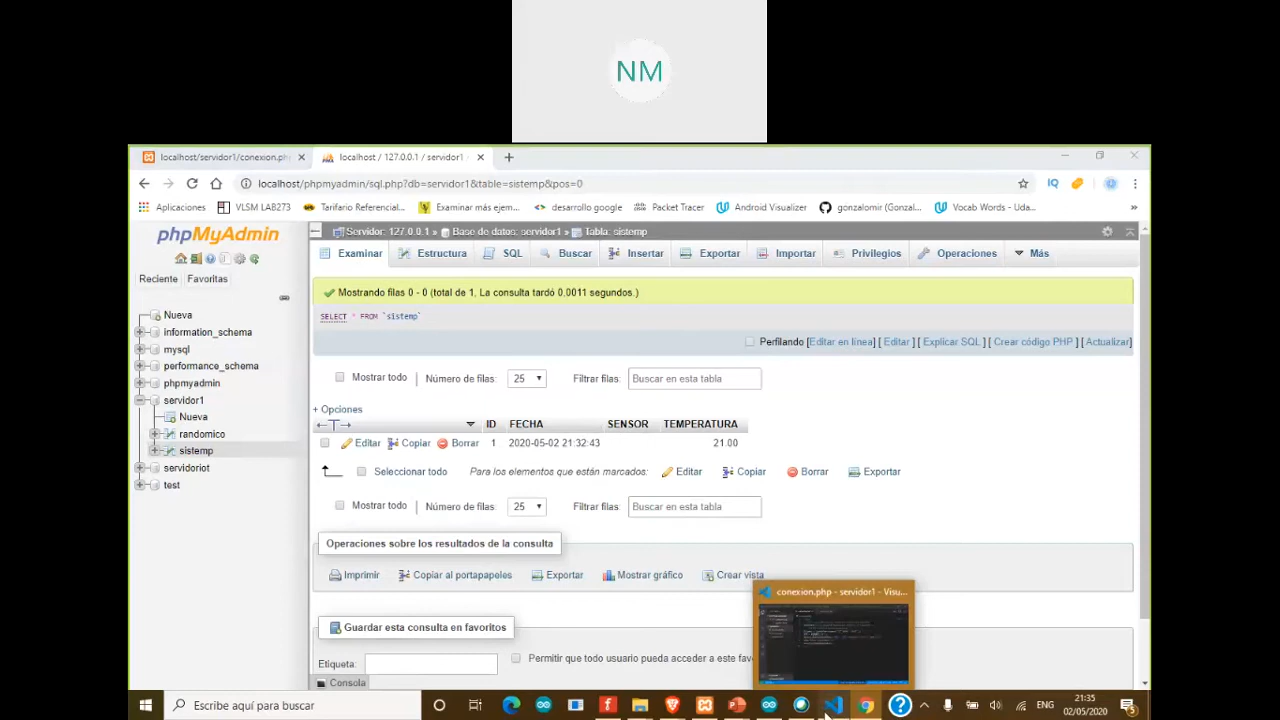 NM
localhost/servidor1/conexion.ph
localhost / 127.0.0.1 / servidor1
localhost/phpmyadmin/sql.php?db=servidor1&table=sistemp&pos=0
IQ
Aplicaciones
VLSM LAB273
Tarifario Referencial...
Examinar más ejem...
desarrollo google
Packet Tracer
Android Visualizer
gonzalomir (Gonzal...
Vocab Words - Uda...
»
phpMyAdmin
Reciente
Favoritas
Nueva
information_schema
mysql
performance_schema
phpmyadmin
servidor1
Nueva
randomico
sistemp
servidoriot
test
Servidor: 127.0.0.1 » Base de datos: servidor1 » Tabla: sistemp
Examinar
Estructura
SQL
Buscar
Insertar
Exportar
Importar
Privilegios
Operaciones
Más
Mostrando filas 0 - 0 (total de 1, La consulta tardó 0,0011 segundos.)
SELECT * FROM `sistemp`
Perfilando [Editar en línea] [ Editar ] [ Explicar SQL ] [ Crear código PHP ] [ Actualizar]
Mostrar todo | Número de filas: 25 Filtrar filas: Buscar en esta tabla
+ Opciones
←T→ ID FECHA SENSOR TEMPERATURA
Editar Copiar Borrar 1 2020-05-02 21:32:43 21.00
Seleccionar todo Para los elementos que están marcados: Editar Copiar Borrar Exportar
Mostrar todo | Número de filas: 25 Filtrar filas: Buscar en esta tabla
Operaciones sobre los resultados de la consulta
Imprimir Copiar al portapapeles Exportar Mostrar gráfico Crear vista
conexion.php - servidor1 - Visu...
Guardar esta consulta en favoritos
Etiqueta: Permitir que todo usuario pueda acceder a este favo
Consola
Escribe aquí para buscar
ENG
21:35
02/05/2020
5